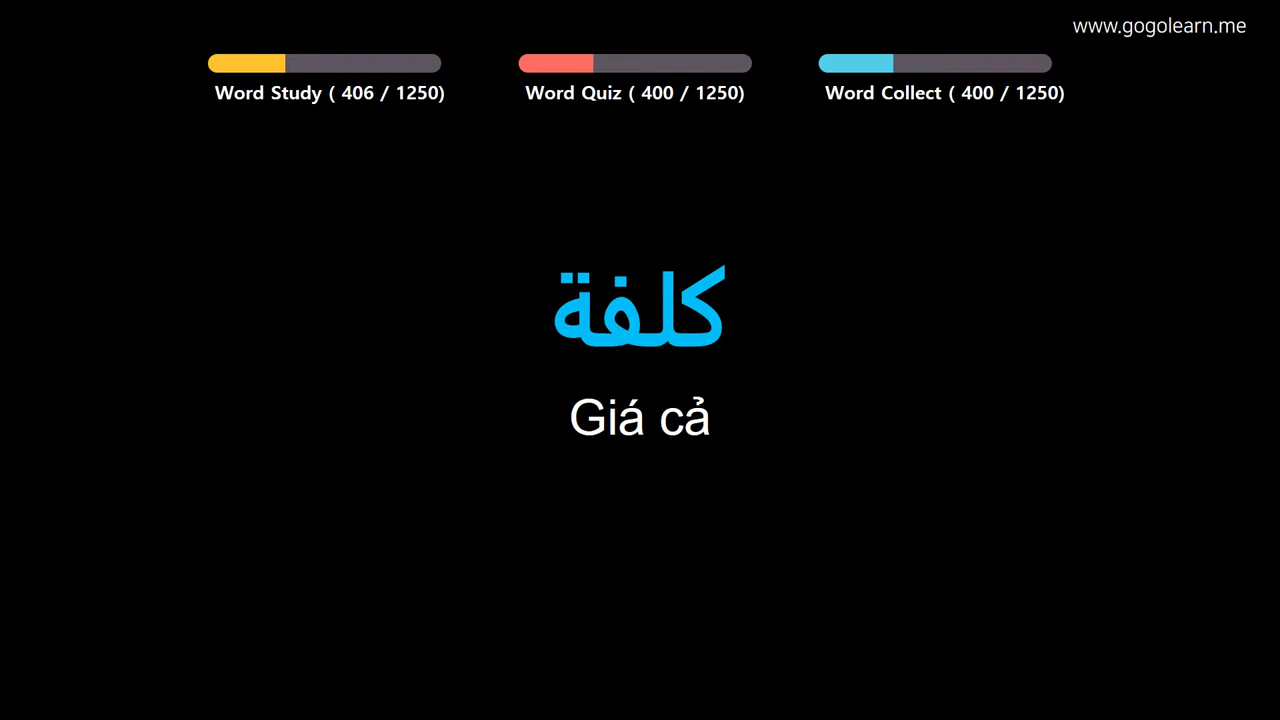 www.gogolearn.me
Word Study ( 406 / 1250)
Word Quiz ( 400 / 1250)
Word Collect ( 400 / 1250)
كلفة
Giá cả